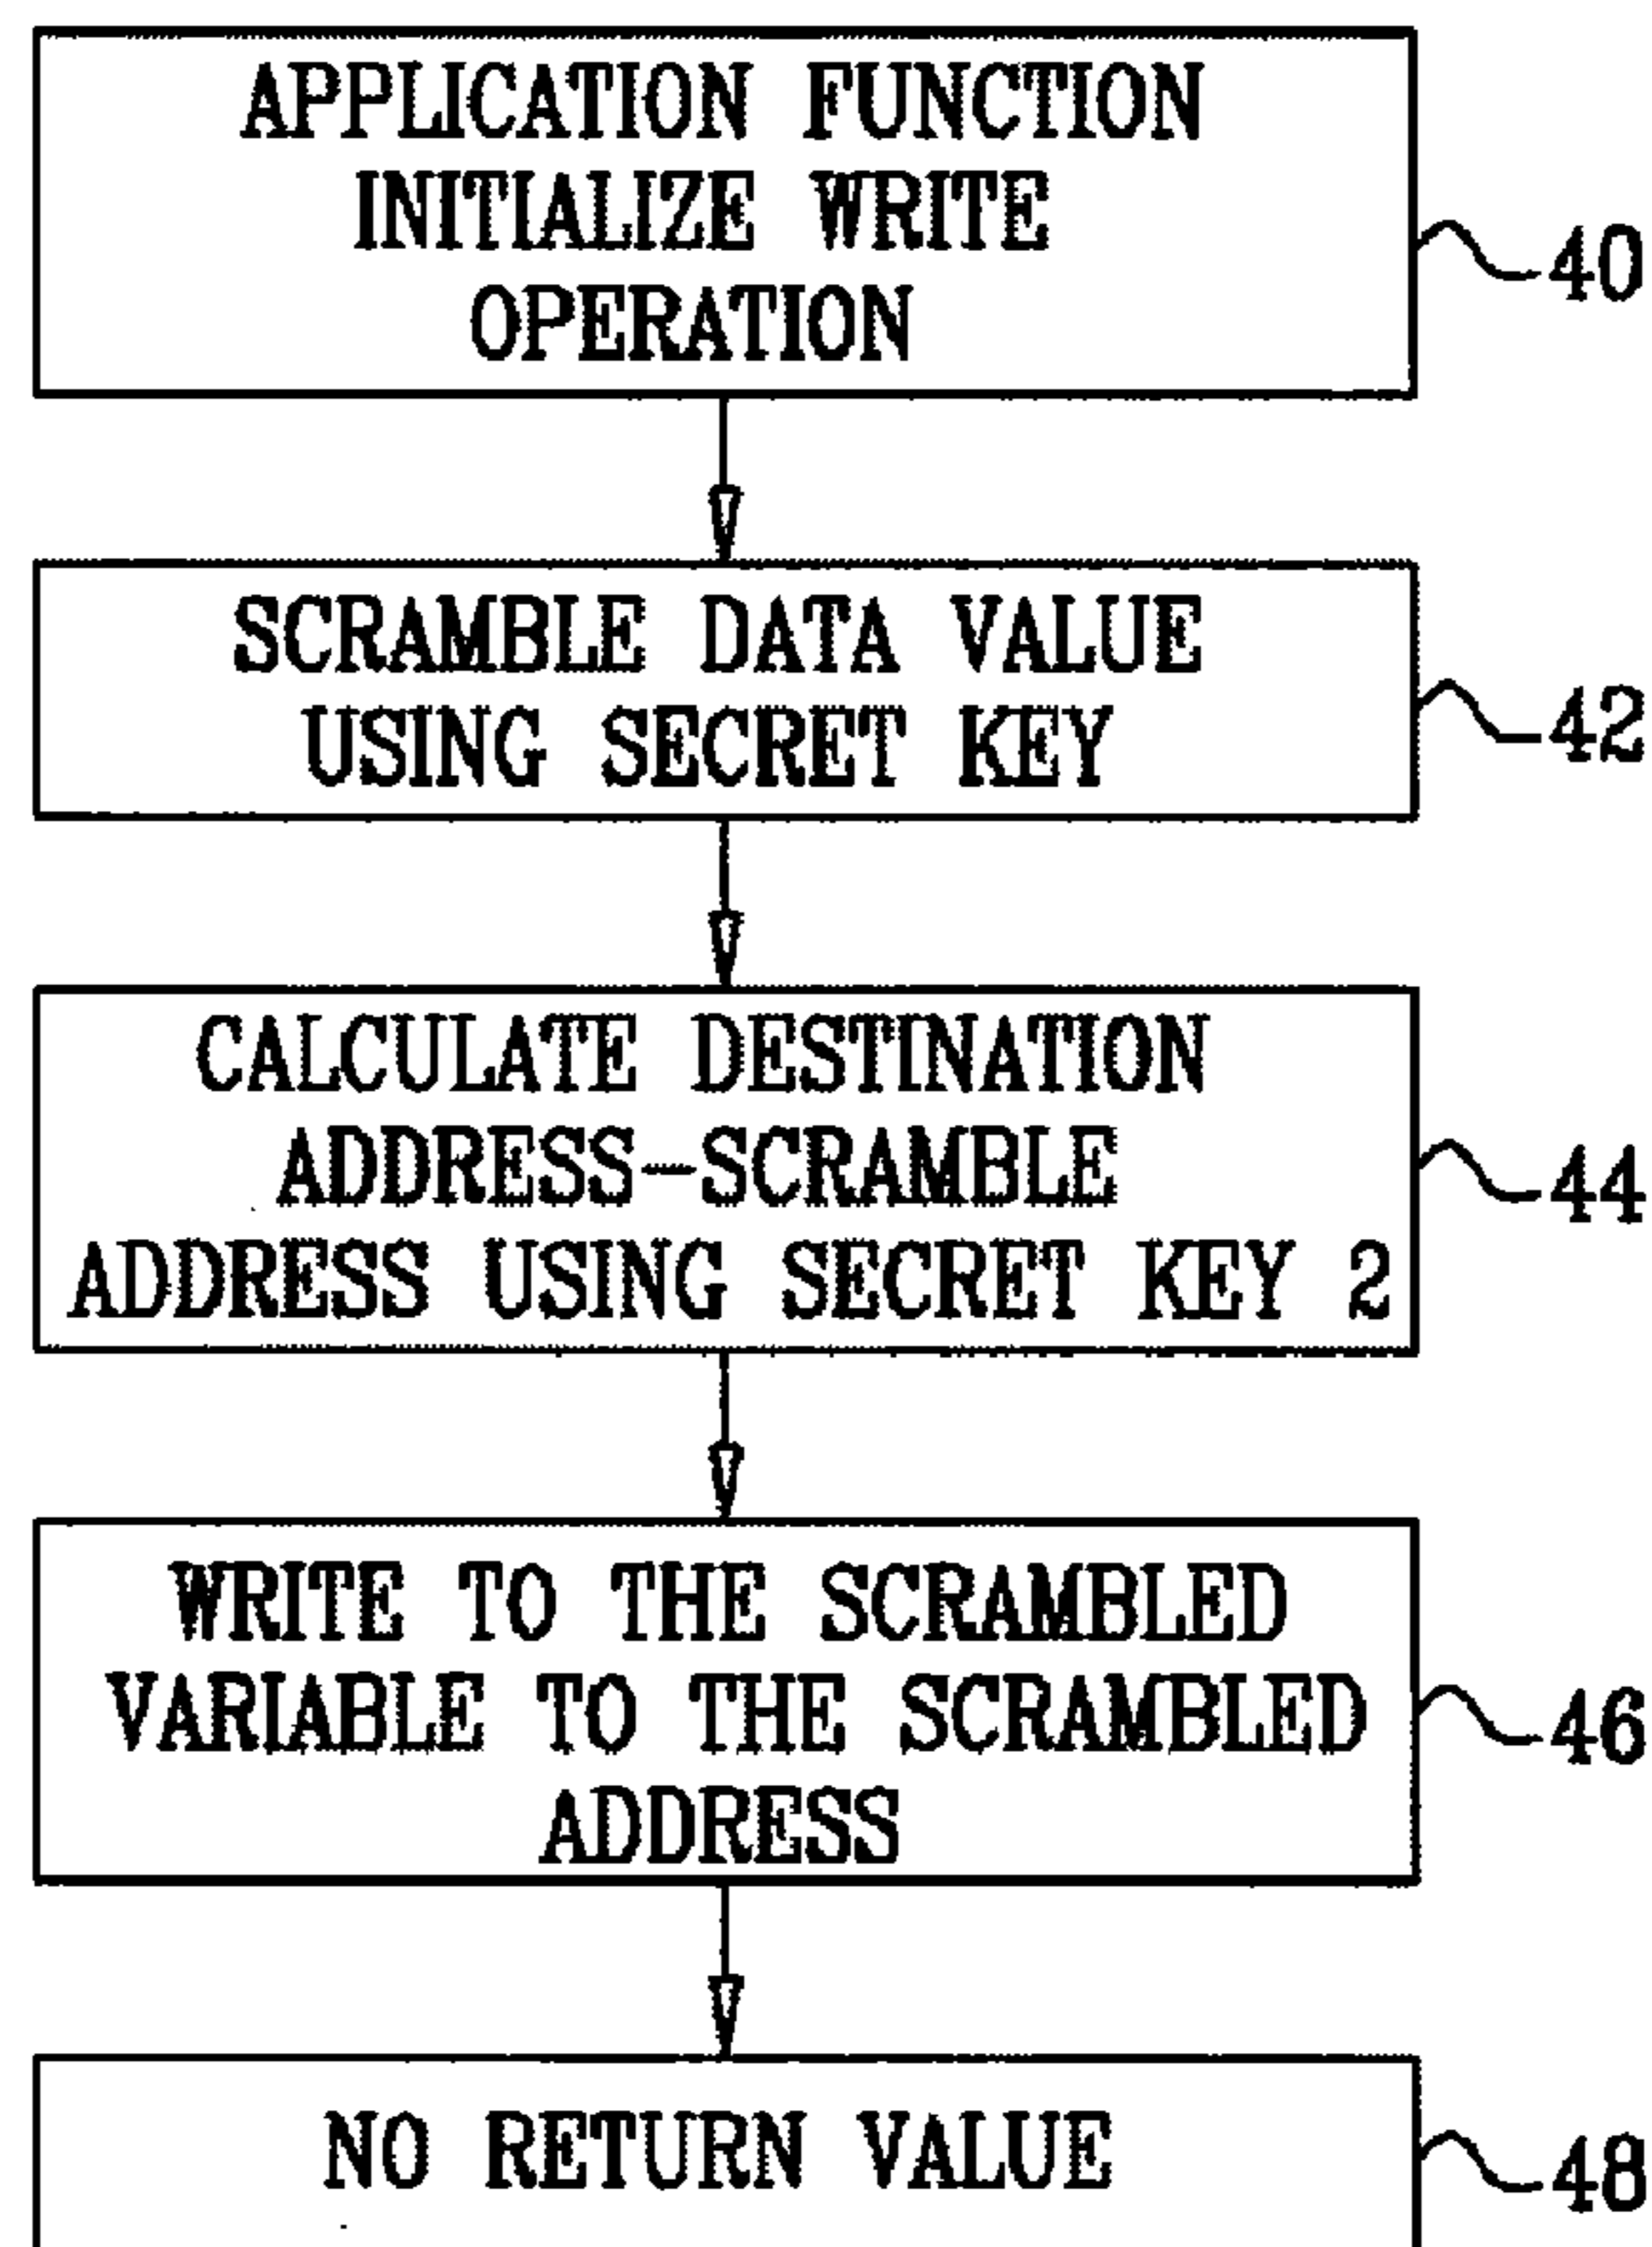 APPLICATION FUNCTION
INITIALIZE WRITE
OPERATION
40
SCRAMBLE DATA VALUE
USING SECRET KEY
42
CALCULATE DESTINATION
ADDRESS-SCRAMBLE
ADDRESS USING SECRET KEY 2
44
WRITE TO THE SCRAMBLED
VARIABLE TO THE SCRAMBLED
ADDRESS
46
NO RETURN VALUE
48